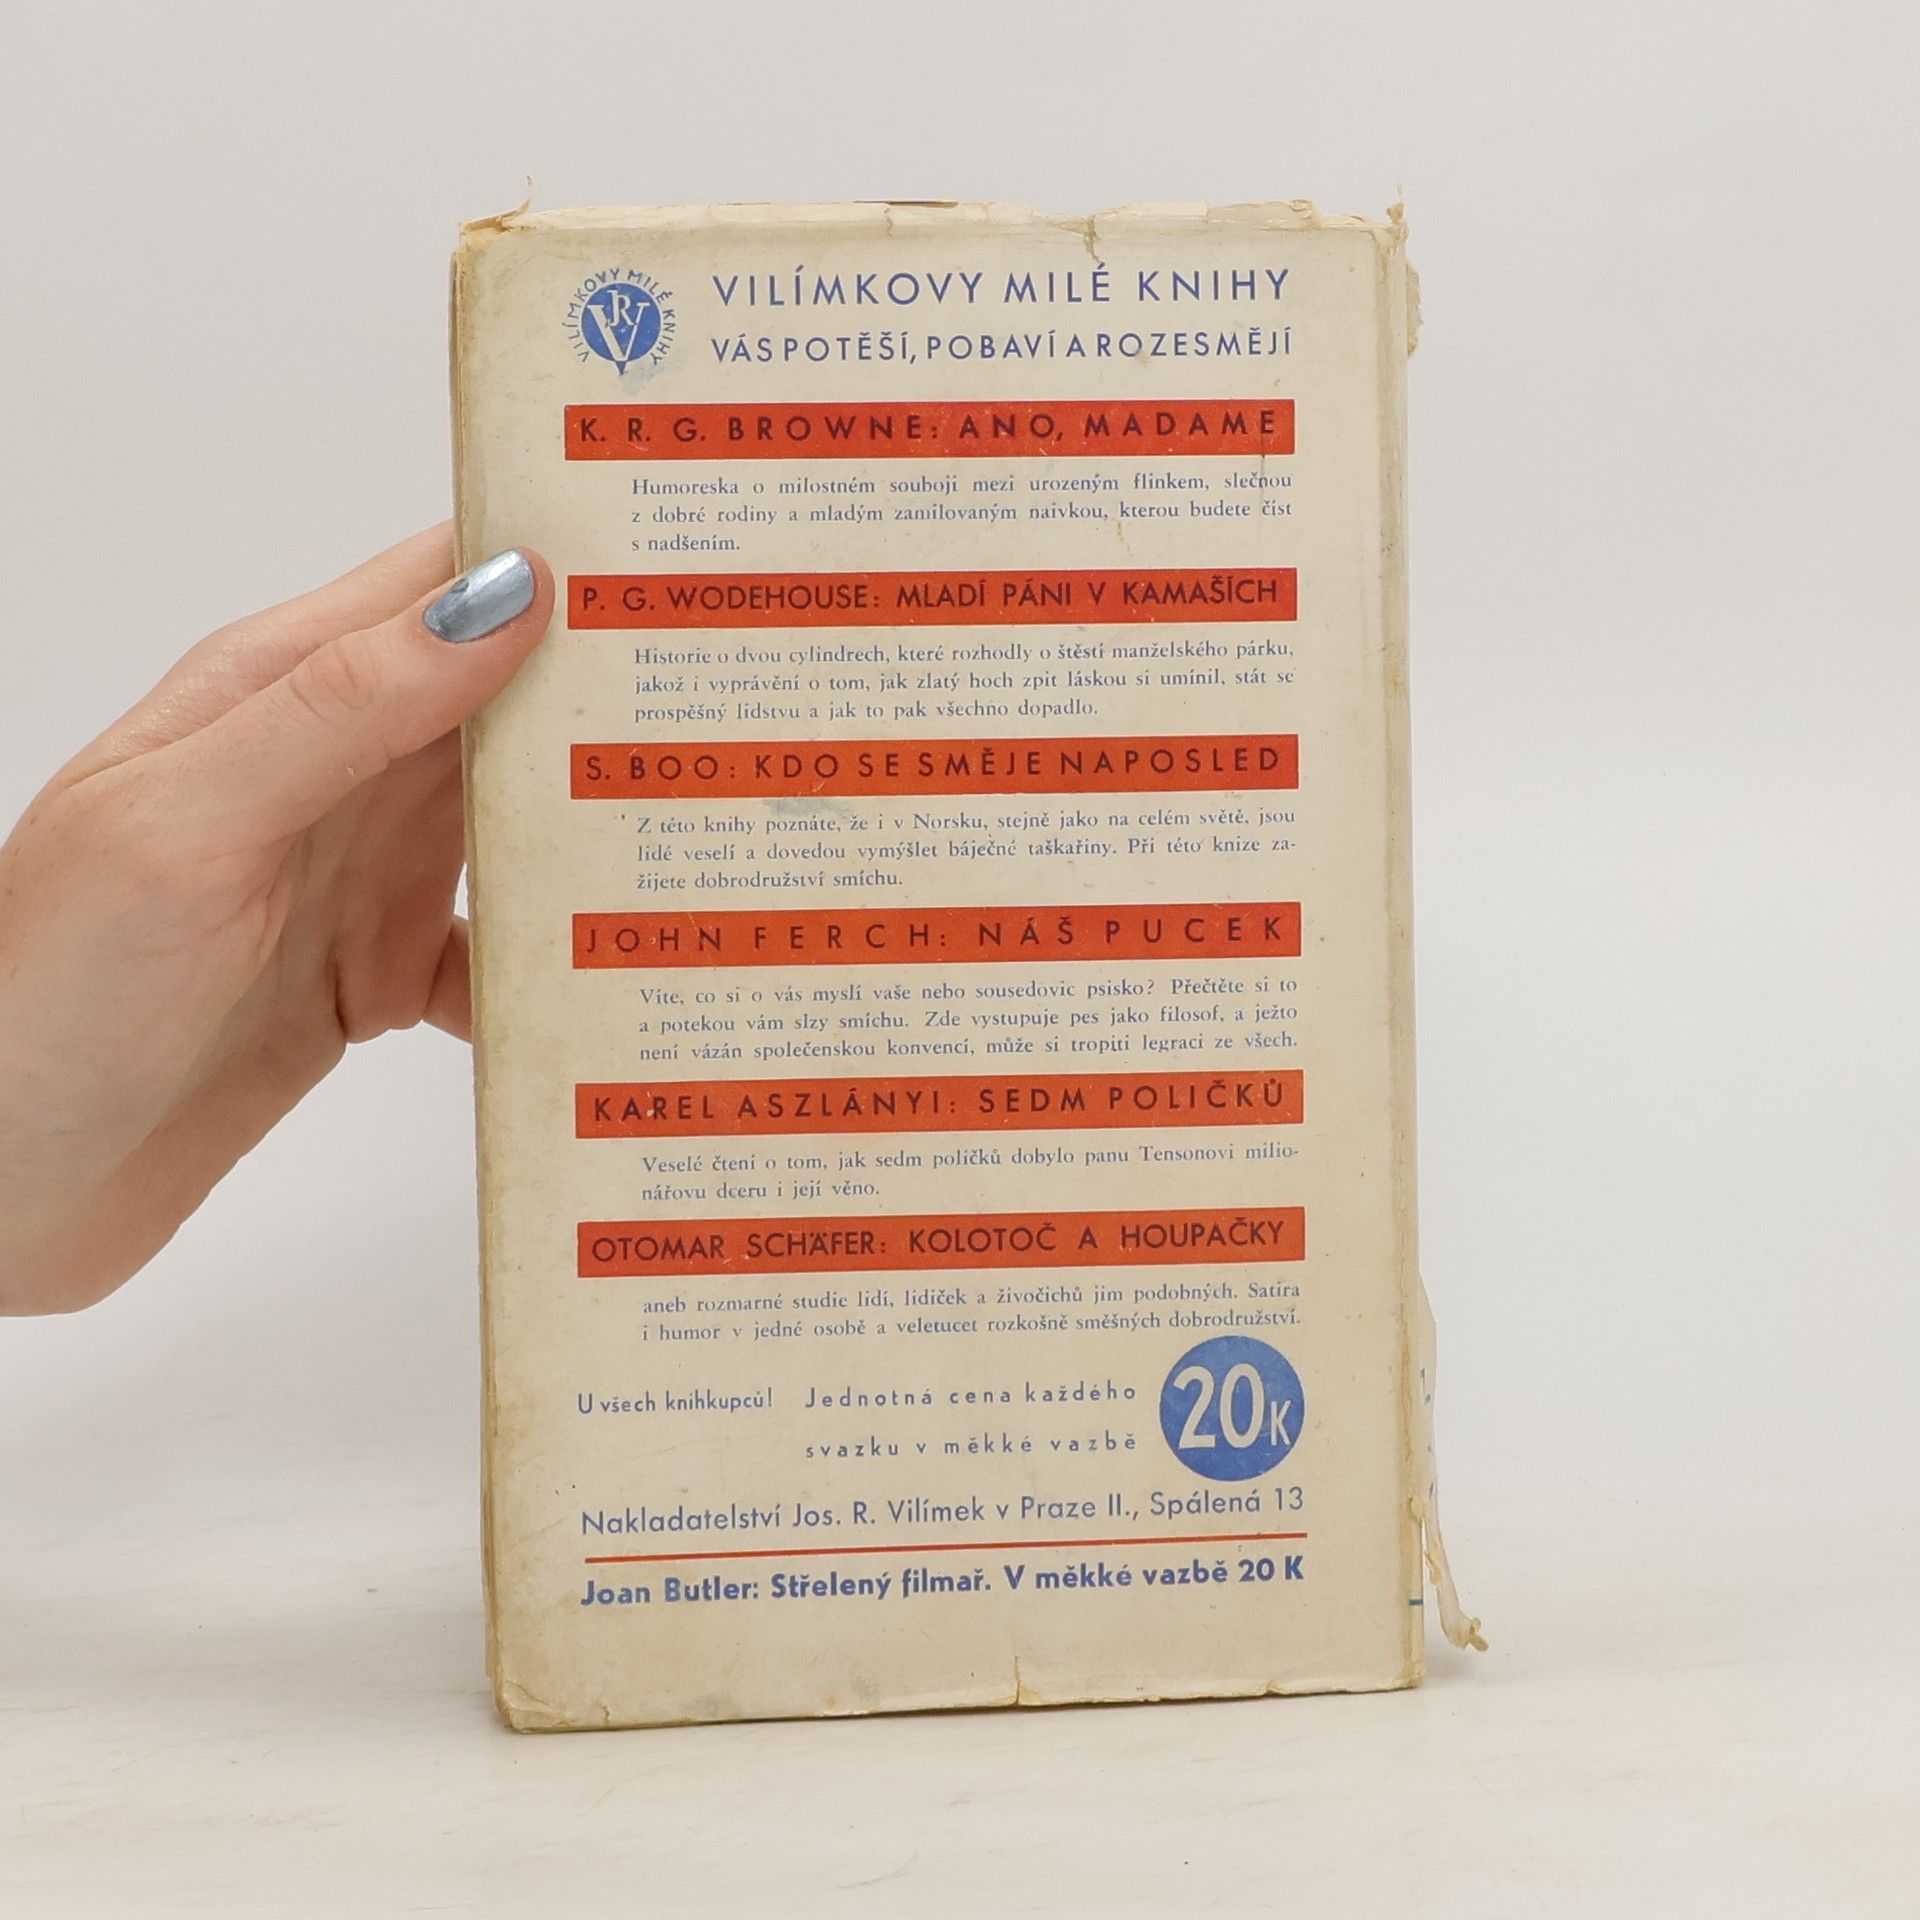 VILÍMKOVY MILÉ KNIHY
JRV
VILÍMKOVY MILÉ KNIHY
VÁS POTĚŠÍ, POBAVÍ A ROZESMĚJÍ
K. R. G. BROWNE: ANO, MADAME
Humoreska o milostném souboji mezi urozeným flinkem, slečnou
z dobré rodiny a mladým zamilovaným naivkou, kterou budete číst
s nadšením.
P. G. WODEHOUSE: MLADÍ PÁNI V KAMAŠÍCH
Historie o dvou cylindrech, které rozhodly o štěstí manželského párku,
jakož i vyprávění o tom, jak zlatý hoch zpit láskou si umínil, stát se
prospěšný lidstvu a jak to pak všechno dopadlo.
S. BOO: KDO SE SMĚJE NAPOSLED
Z této knihy poznáte, že i v Norsku, stejně jako na celém světě, jsou
lidé veselí a dovedou vymýšlet báječné taškařiny. Při této knize za-
žijete dobrodružství smíchu.
JOHN FERCH: NÁŠ PUCEK
Víte, co si o vás myslí vaše nebo sousedovic psisko? Přečtěte si to
a potekou vám slzy smíchu. Zde vystupuje pes jako filosof, a ježto
není vázán společenskou konvencí, může si tropiti legraci ze všech.
KAREL ASZLÁNYI: SEDM POLIČKŮ
Veselé čtení o tom, jak sedm políčků dobylo panu Tensonovi milio-
nářovu dceru i její věno.
OTOMAR SCHÄFER: KOLOTOČ A HOUPAČKY
aneb rozmarné studie lidí, lidiček a živočichů jim podobných. Satira
i humor v jedné osobě a veletucet rozkošně směšných dobrodružství.
U všech knihkupců! Jednotná cena každého
svazku v měkké vazbě
20 K
Nakladatelství Jos. R. Vilímek v Praze II., Spálená 13
Joan Butler: Střelený filmař. V měkké vazbě 20 K